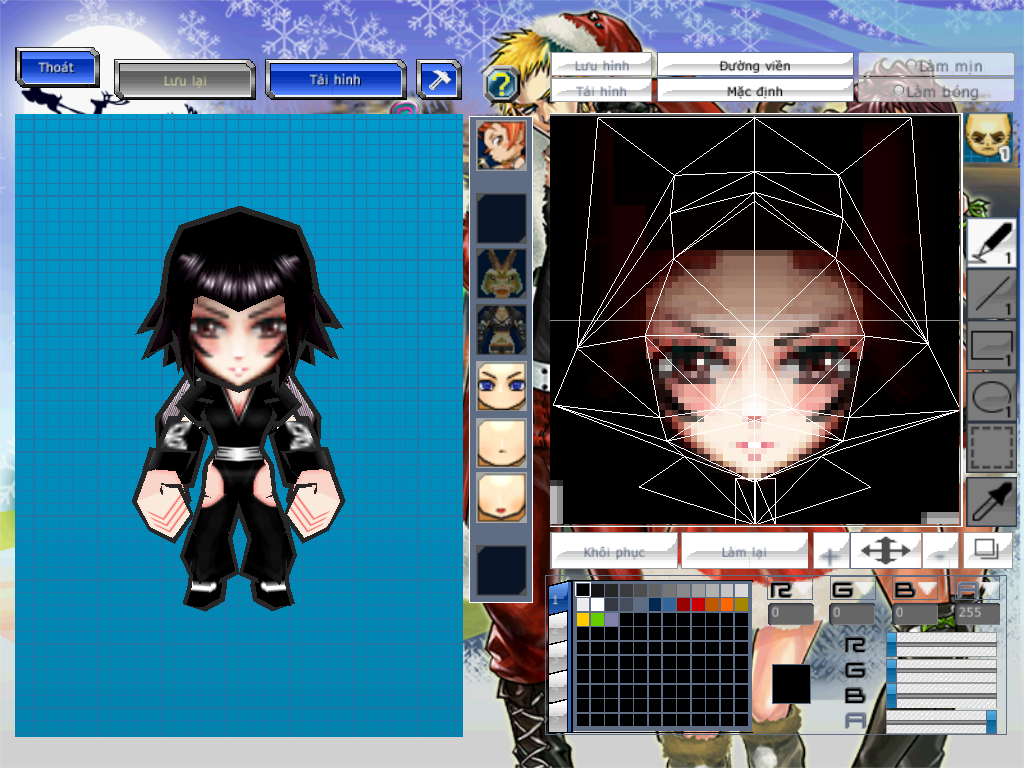 Thoát
Lưu lại
Tải hình
?
Lưu hình
Đường viền
Làm mịn
Tải hình
Mặc định
Làm bóng
1
1
1
1
1
Khôi phục
Làm lại
+
-
1
R G B A
0 0 0 255
R
G
B
A